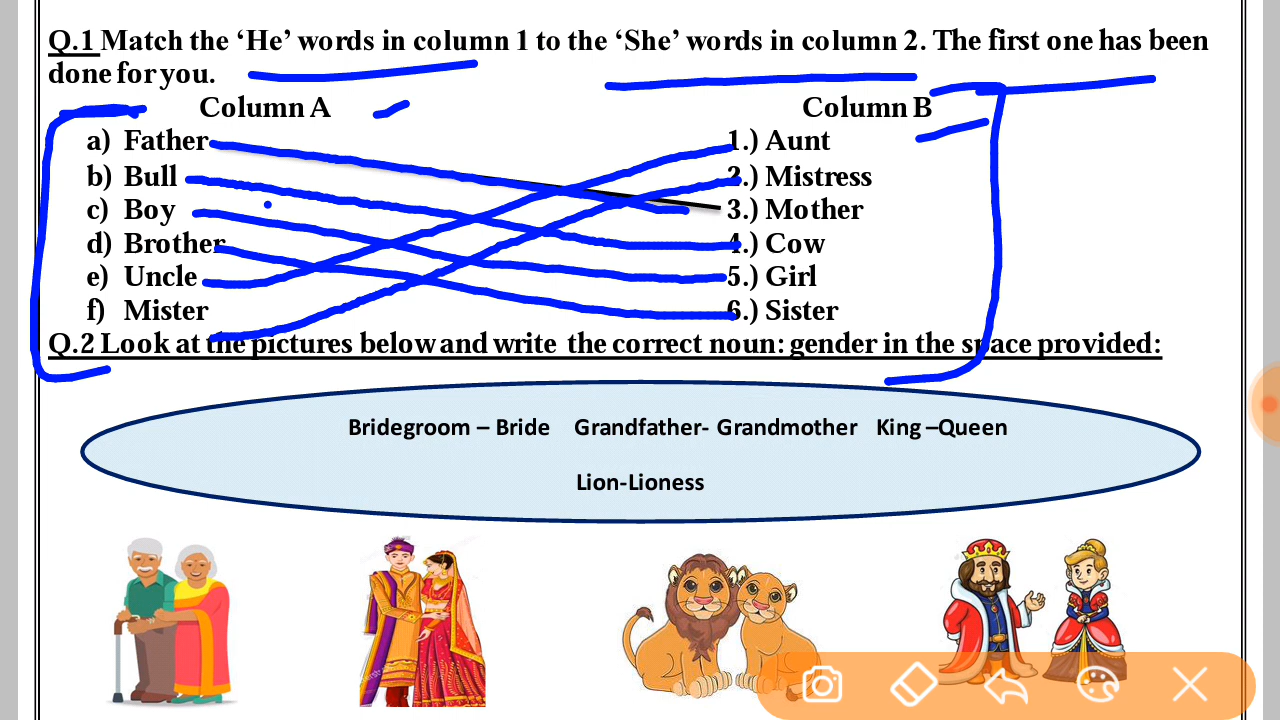 Q.1 Match the ‘He’ words in column 1 to the ‘She’ words in column 2. The first one has been
done for you.
Column A Column B
a) Father 1.) Aunt
b) Bull 2.) Mistress
c) Boy 3.) Mother
d) Brother 4.) Cow
e) Uncle 5.) Girl
f) Mister 6.) Sister
Q.2 Look at the pictures below and write the correct noun: gender in the space provided:
Bridegroom – Bride Grandfather- Grandmother King –Queen
Lion-Lioness